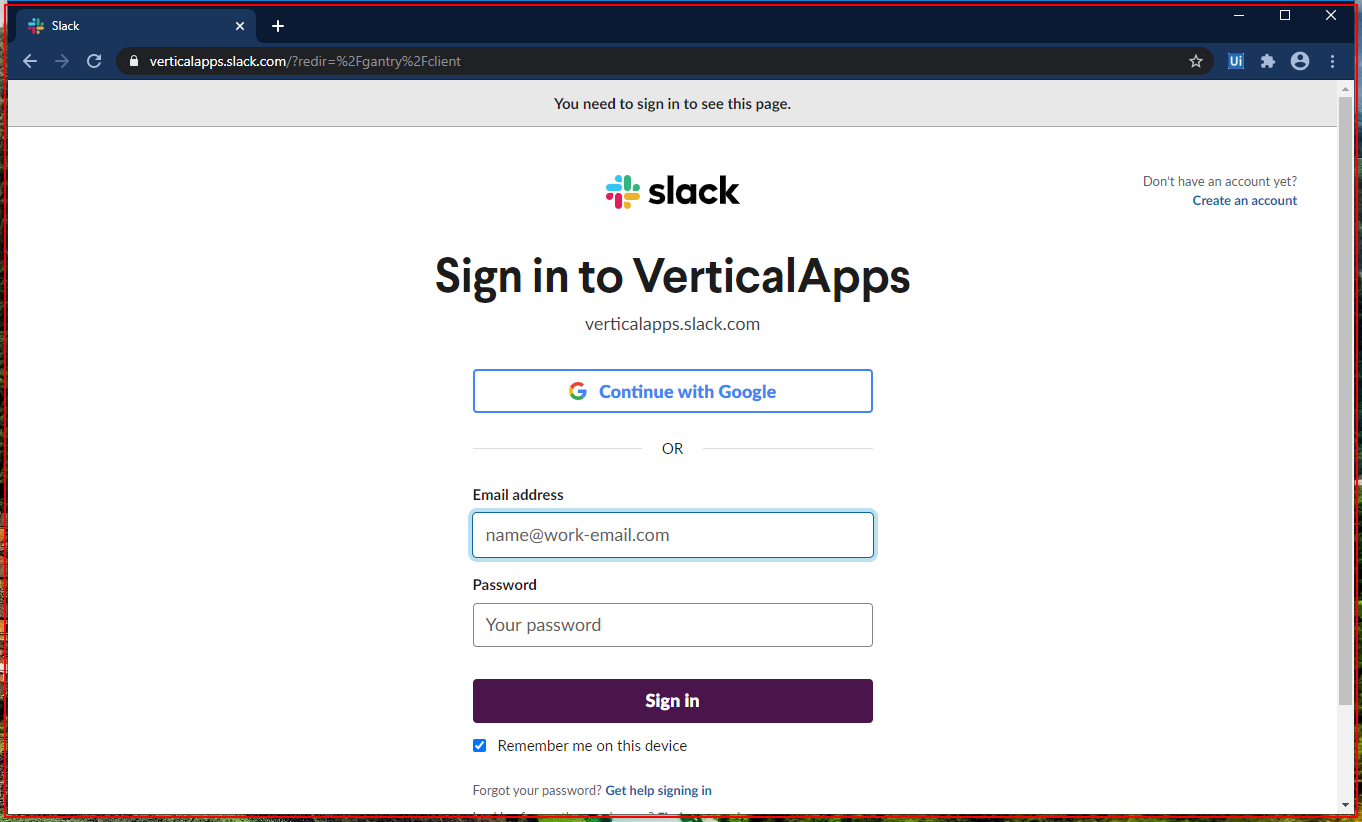 Slack
verticalapps.slack.com/?redir=%2Fgantry%2Fclient
Ui
You need to sign in to see this page.
slack
Don't have an account yet?
Create an account
Sign in to VerticalApps
verticalapps.slack.com
Continue with Google
OR
Email address
name@work-email.com
Password
Your password
Sign in
Remember me on this device
Forgot your password? Get help signing in